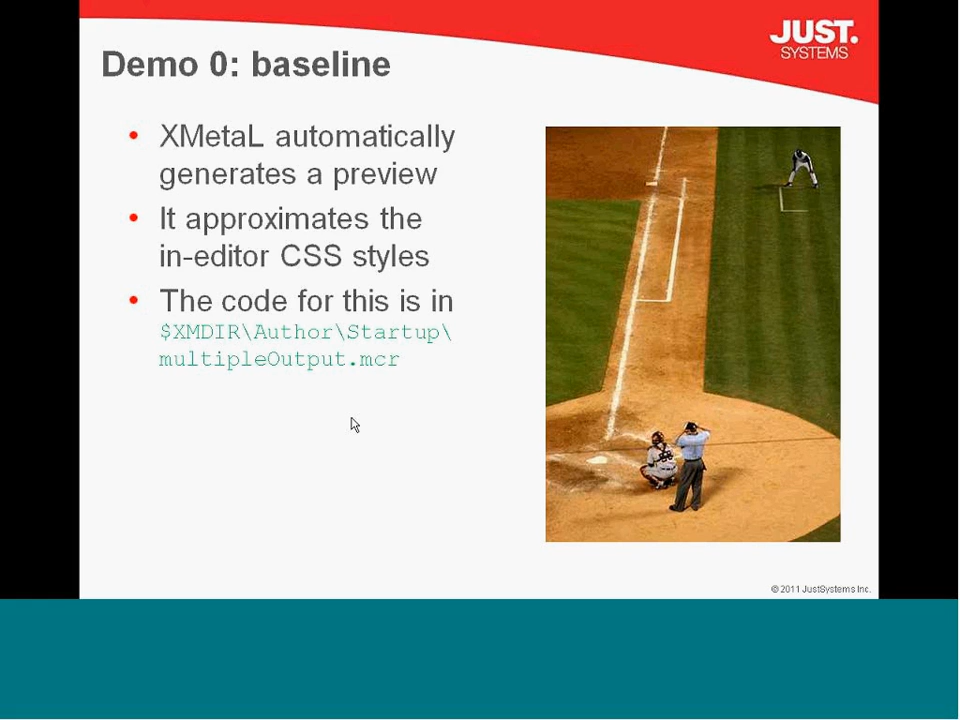 JUST.
SYSTEMS
Demo 0: baseline
• XMetaL automatically
generates a preview
• It approximates the
in-editor CSS styles
• The code for this is in
$XMDIR\Author\Startup\
multipleOutput.mcr
© 2011 JustSystems Inc.